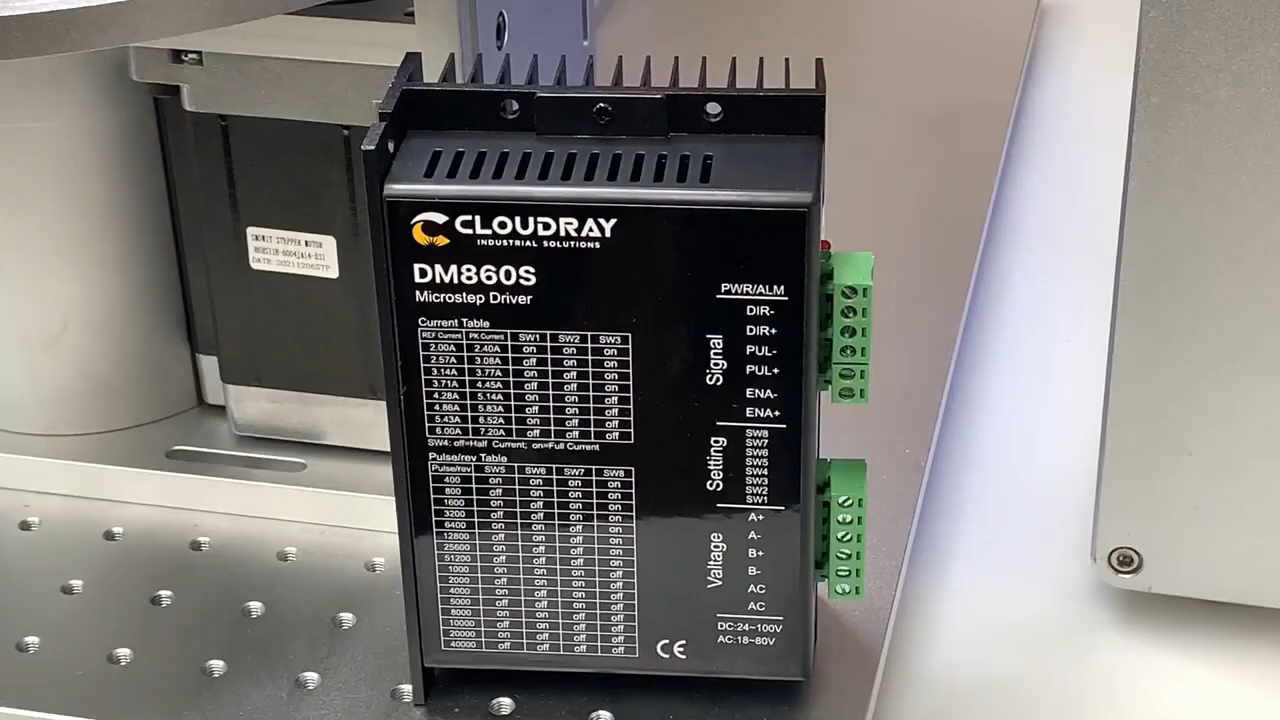 SUMWIT STEPPER MOTOR
DATE:20211206STP
CLOUDRAY
INDUSTRIAL SOLUTIONS
DM860S
Microstep Driver
Current Table
REF Current PK Current SW1 SW2 SW3
2.00A 2.40A on on on
2.57A 3.08A off on on
3.14A 3.77A on off on
3.71A 4.45A off off on
4.28A 5.14A on on off
4.86A 5.83A off on off
5.43A 6.52A on off off
6.00A 7.20A off off off
SW4: off=Half Current; on=Full Current
Pulse/rev Table
Pulse/rev SW5 SW6 SW7 SW8
400 on on on on
800 off on on on
1600 on off on on
3200 off off on on
6400 on on off on
12800 off on off on
25600 on off off on
51200 off off off on
1000 on on on off
2000 off on on off
4000 on off on off
5000 off off on off
8000 on on off off
10000 off on off off
20000 on off off off
40000 off off off off
PWR/ALM
Signal
DIR-
DIR+
PUL-
PUL+
ENA-
ENA+
Setting
SW8
SW7
SW6
SW5
SW4
SW3
SW2
SW1
Valtage
A+
A-
B+
B-
AC
AC
DC:24~100V
AC:18~80V
CE